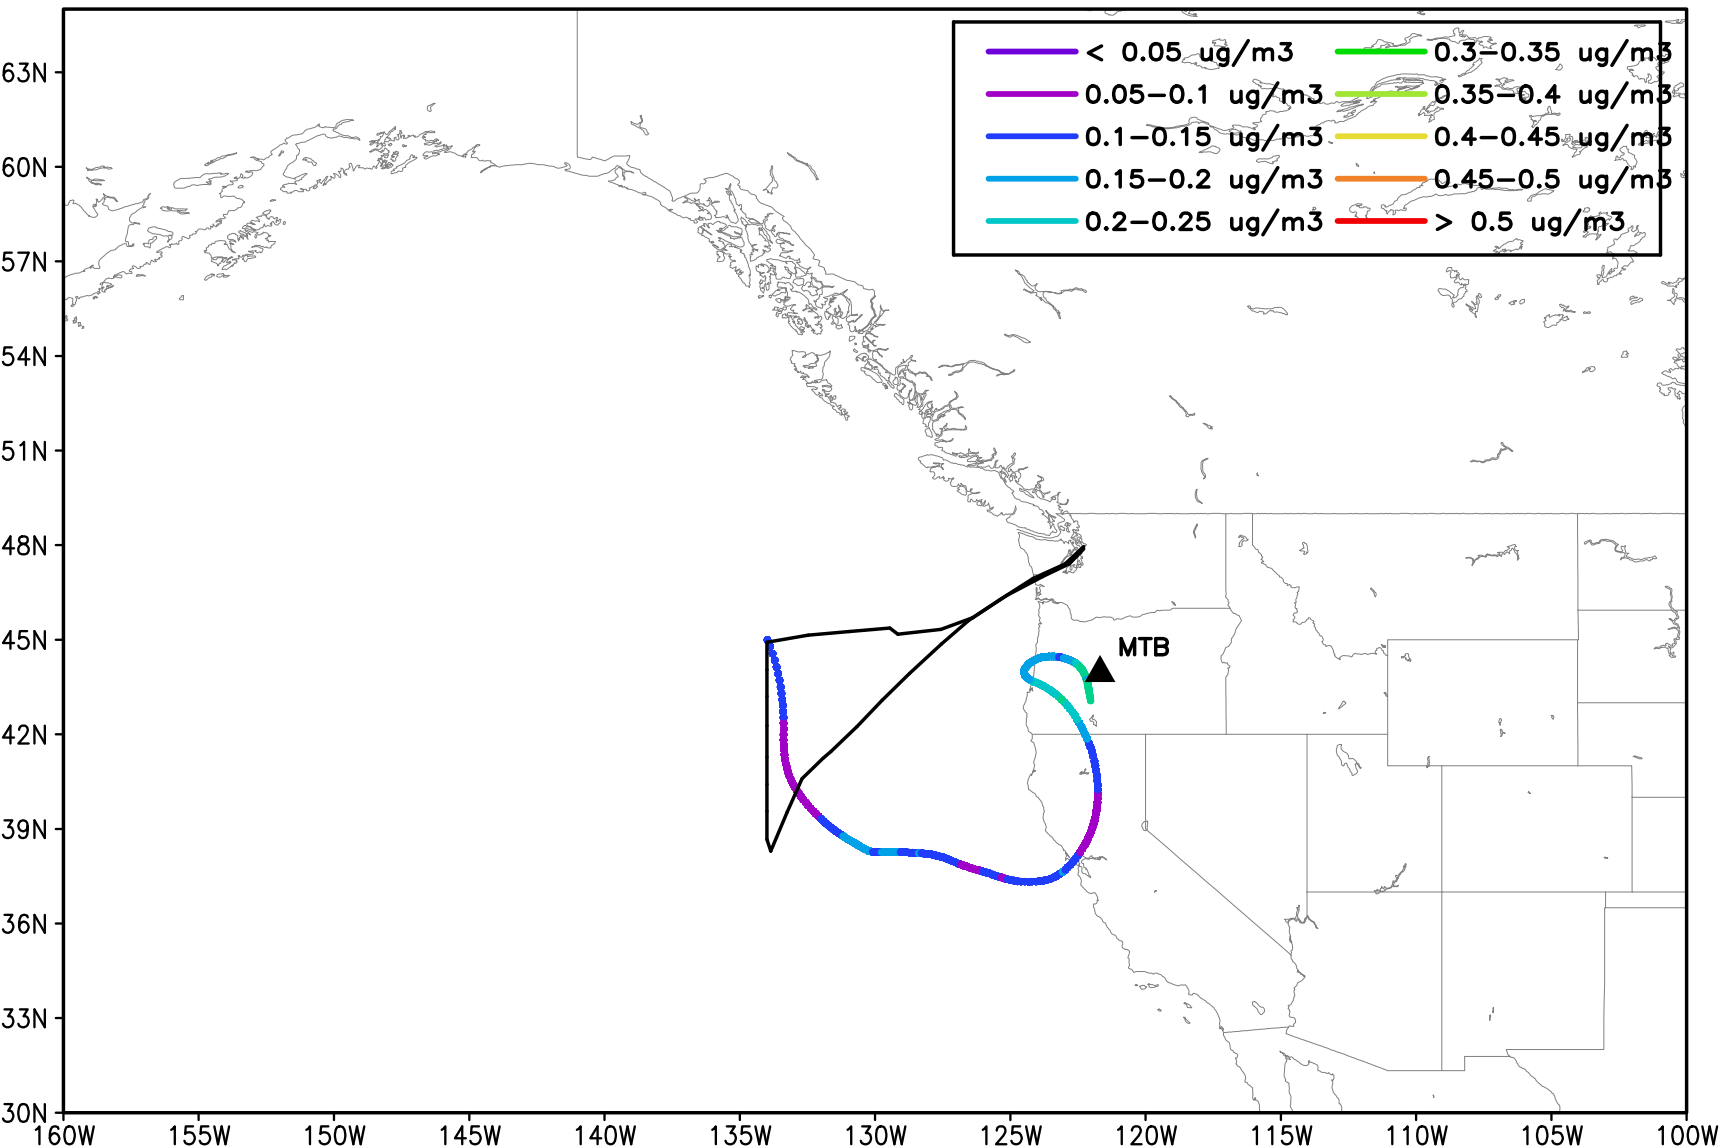 < 0.05 ug/m3 0.3-0.35 ug/m3
0.05-0.1 ug/m3 0.35-0.4 ug/m3
0.1-0.15 ug/m3 0.4-0.45 ug/m3
0.15-0.2 ug/m3 0.45-0.5 ug/m3
0.2-0.25 ug/m3 > 0.5 ug/m3
63N
60N
57N
54N
51N
48N
45N
MTB
42N
39N
36N
33N
30N
160W 155W 150W 145W 140W 135W 130W 125W 120W 115W 110W 105W 100W